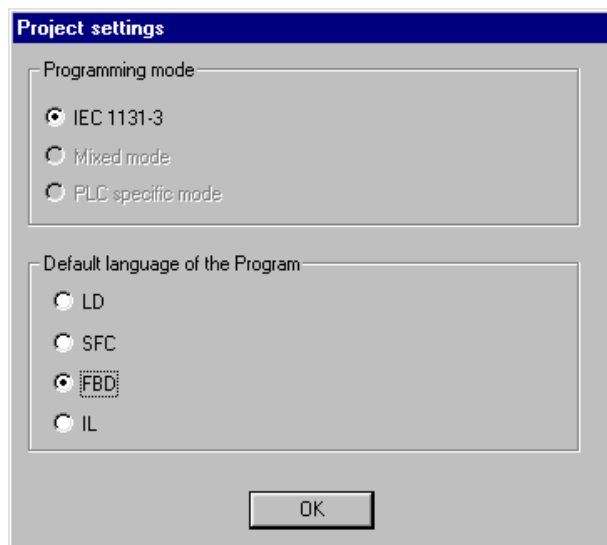 Project settings
Programming mode
IEC 1131-3
Mixed mode
PLC specific mode
Default language of the Program
LD
SFC
FBD
IL
OK